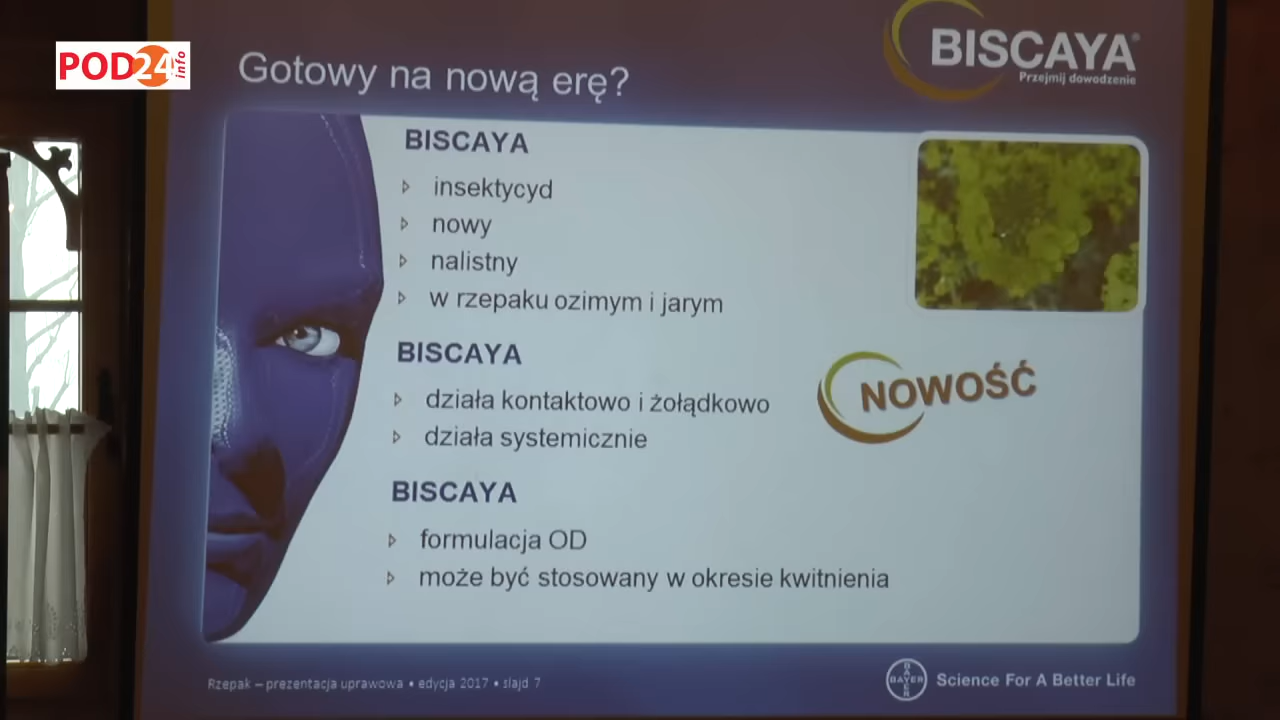 POD24 info
BISCAYA®
Przejmij dowodzenie
Gotowy na nową erę?
BISCAYA
insektycyd
nowy
nalistny
w rzepaku ozimym i jarym
BISCAYA
działa kontaktowo i żołądkowo
działa systemicznie
NOWOŚĆ
BISCAYA
formulacja OD
może być stosowany w okresie kwitnienia
Rzepak – prezentacja uprawowa • edycja 2017 • slajd 7
BAYER
BAYER
Science For A Better Life